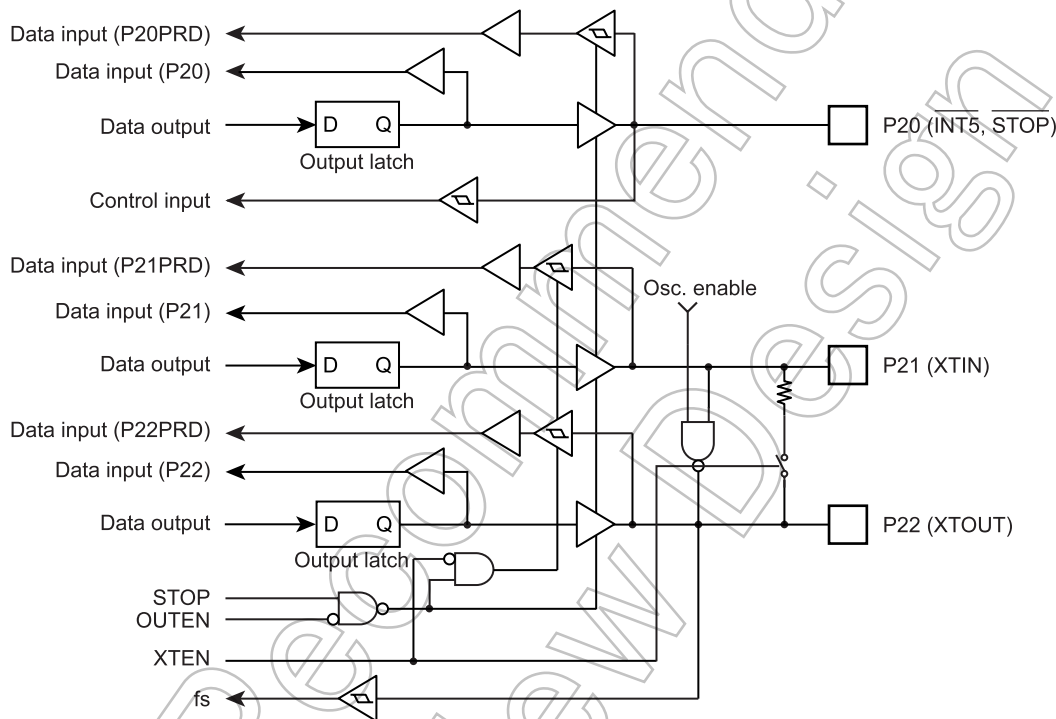 Data input (P20PRD)
Data input (P20)
Data output
D Q
Output latch
P20 (INT5, STOP)
Control input
Data input (P21PRD)
Osc. enable
Data input (P21)
Data output
D Q
Output latch
P21 (XTIN)
Data input (P22PRD)
Data input (P22)
Data output
D Q
Output latch
P22 (XTOUT)
STOP
OUTEN
XTEN
fs